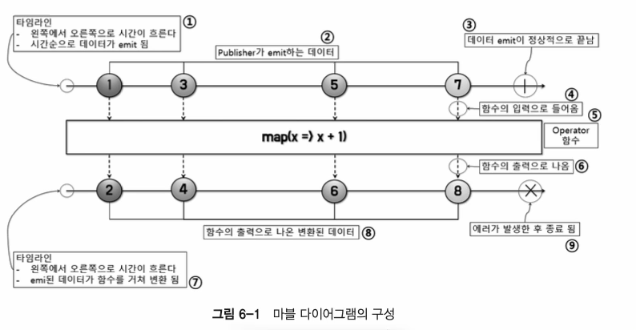 타임라인
- 왼쪽에서 오른쪽으로 시간이 흐른다
- 시간순으로 데이터가 emit 됨
①
②
Publisher가 emit하는 데이터
③
데이터 emit이 정상적으로 끝남
1
3
5
7
④
함수의 입력으로 들어옴
⑤
map(x => x + 1)
Operator
함수
함수의 출력으로 나옴
⑥
2
4
6
8
함수의 출력으로 나온 변환된 데이터
⑧
에러가 발생한 후 종료 됨
⑨
타임라인
- 왼쪽에서 오른쪽으로 시간이 흐른다
- emi된 데이터가 함수를 거쳐 변환 됨
⑦
그림 6-1 마블 다이어그램의 구성